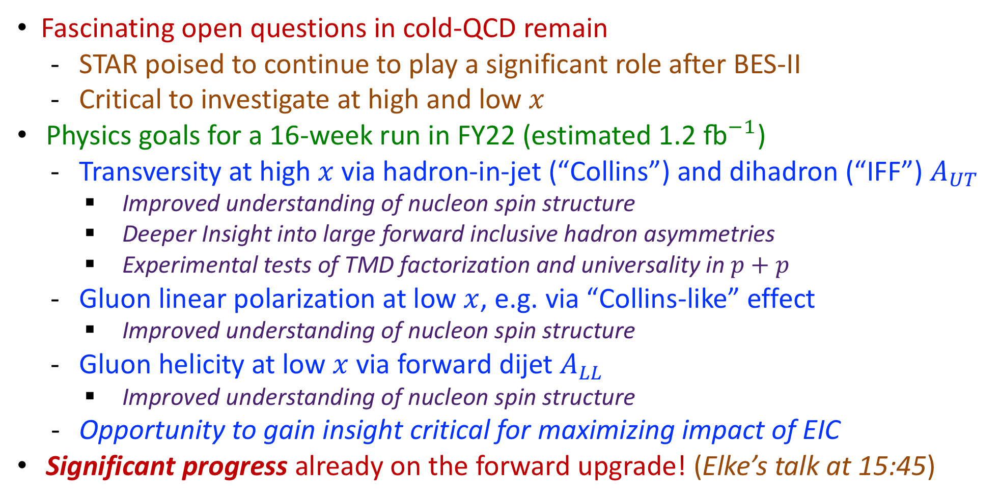 • Fascinating open questions in cold-QCD remain
- STAR poised to continue to play a significant role after BES-II
- Critical to investigate at high and low x
• Physics goals for a 16-week run in FY22 (estimated 1.2 fb⁻¹)
- Transversity at high x via hadron-in-jet (“Collins”) and dihadron (“IFF”) A_UT
▪ Improved understanding of nucleon spin structure
▪ Deeper Insight into large forward inclusive hadron asymmetries
▪ Experimental tests of TMD factorization and universality in p + p
- Gluon linear polarization at low x, e.g. via “Collins-like” effect
▪ Improved understanding of nucleon spin structure
- Gluon helicity at low x via forward dijet A_LL
▪ Improved understanding of nucleon spin structure
- Opportunity to gain insight critical for maximizing impact of EIC
• Significant progress already on the forward upgrade! (Elke’s talk at 15:45)